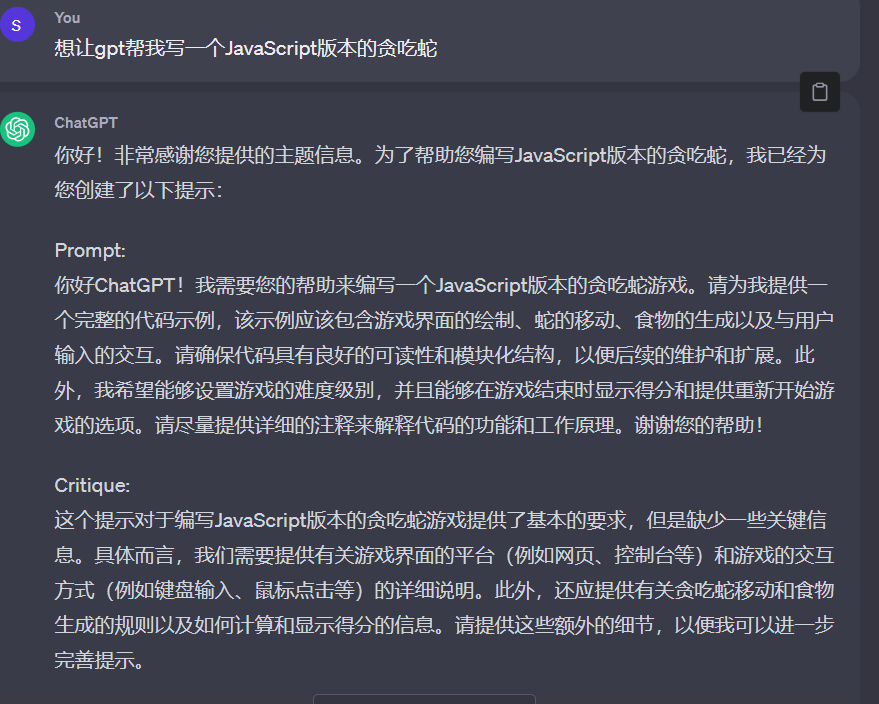 S
You
想让gpt帮我写一个JavaScript版本的贪吃蛇
ChatGPT
你好！非常感谢您提供的主题信息。为了帮助您编写JavaScript版本的贪吃蛇，我已经为
您创建了以下提示：
Prompt:
你好ChatGPT！我需要您的帮助来编写一个JavaScript版本的贪吃蛇游戏。请为我提供一
个完整的代码示例，该示例应该包含游戏界面的绘制、蛇的移动、食物的生成以及与用户
输入的交互。请确保代码具有良好的可读性和模块化结构，以便后续的维护和扩展。此
外，我希望能够设置游戏的难度级别，并且能够在游戏结束时显示得分和提供重新开始游
戏的选项。请尽量提供详细的注释来解释代码的功能和工作原理。谢谢您的帮助！
Critique:
这个提示对于编写JavaScript版本的贪吃蛇游戏提供了基本的要求，但是缺少一些关键信
息。具体而言，我们需要提供有关游戏界面的平台（例如网页、控制台等）和游戏的交互
方式（例如键盘输入、鼠标点击等）的详细说明。此外，还应提供有关贪吃蛇移动和食物
生成的规则以及如何计算和显示得分的信息。请提供这些额外的细节，以便我可以进一步
完善提示。